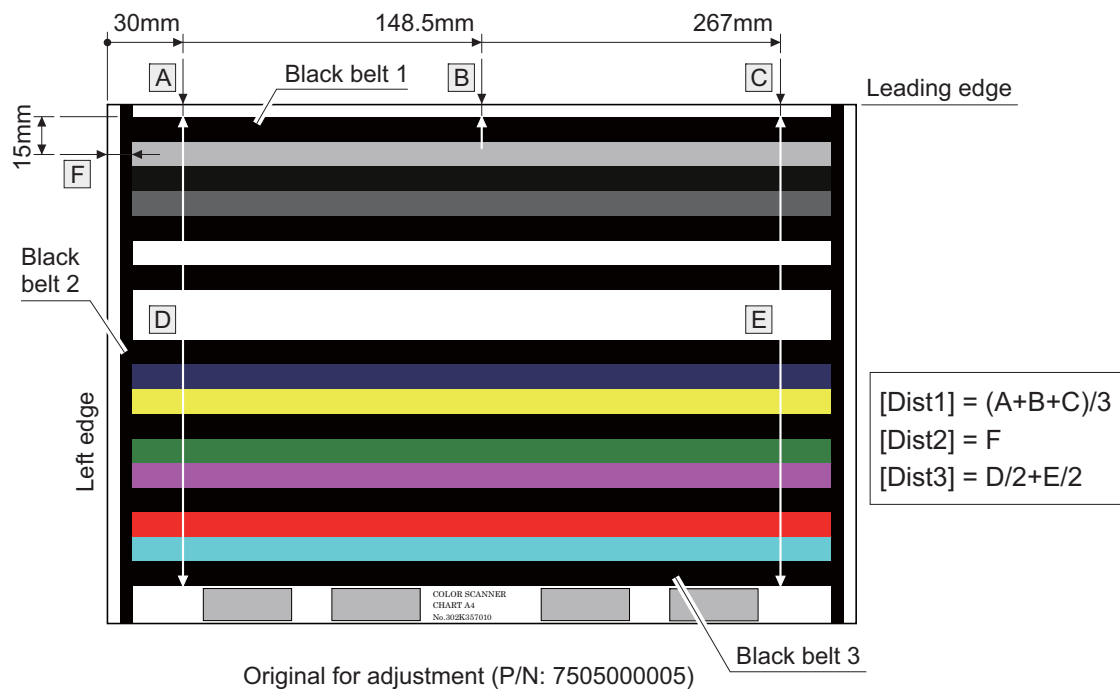 30mm
148.5mm
267mm
A
Black belt 1
B
C
Leading edge
15mm
F
Black
belt 2
D
E
Left edge
[Dist1] = (A+B+C)/3
[Dist2] = F
[Dist3] = D/2+E/2
COLOR SCANNER
CHART A4
No.302K357010
Black belt 3
Original for adjustment (P/N: 7505000005)